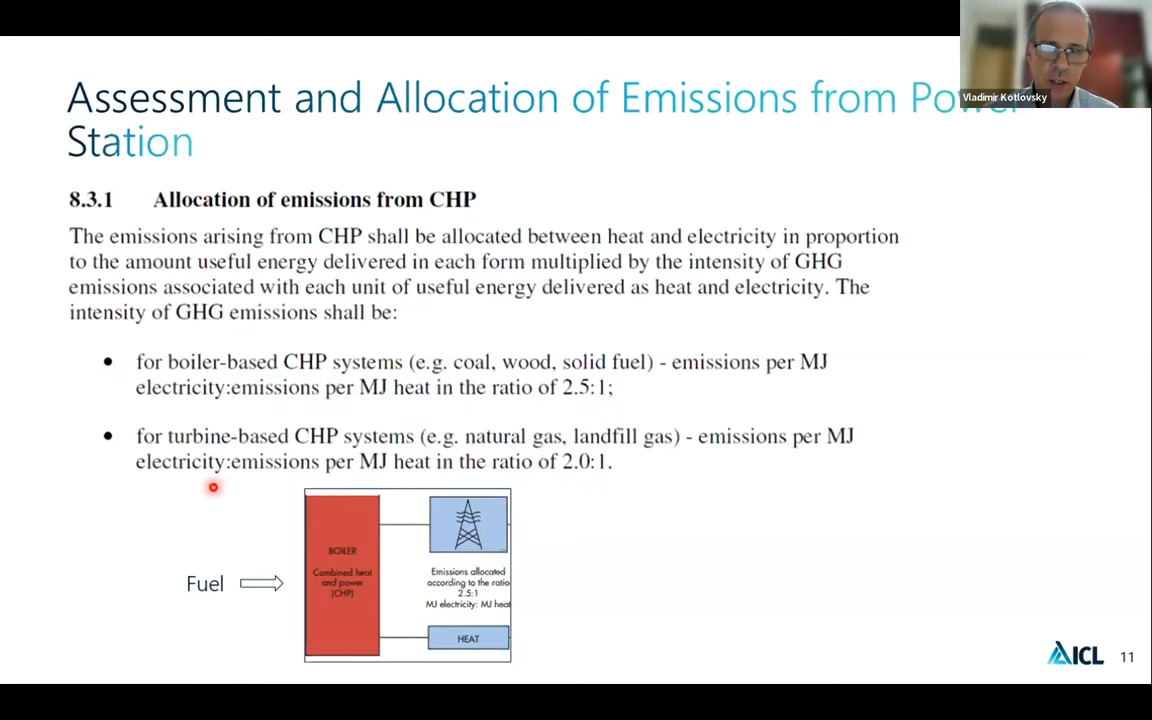 Assessment and Allocation of Emissions from Power
Station
Vladimir Kotlovsky
8.3.1 Allocation of emissions from CHP
The emissions arising from CHP shall be allocated between heat and electricity in proportion
to the amount useful energy delivered in each form multiplied by the intensity of GHG
emissions associated with each unit of useful energy delivered as heat and electricity. The
intensity of GHG emissions shall be:
• for boiler-based CHP systems (e.g. coal, wood, solid fuel) - emissions per MJ
electricity:emissions per MJ heat in the ratio of 2.5:1;
• for turbine-based CHP systems (e.g. natural gas, landfill gas) - emissions per MJ
electricity:emissions per MJ heat in the ratio of 2.0:1.
Fuel
BOILER
Combined heat
and power
(CHP)
Emissions allocated
according to the ratio
2.5:1
MJ electricity: MJ heat
HEAT
ICL
11